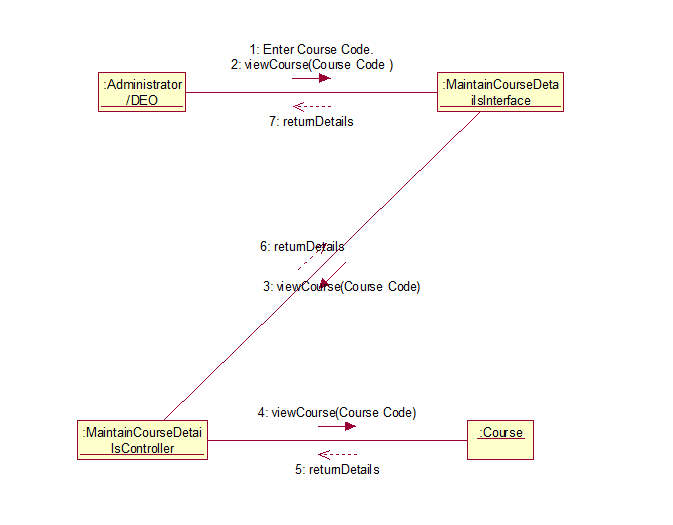 1: Enter Course Code.
2: viewCourse(Course Code )
:Administrator
/DEO
:MaintainCourseDeta
ilsInterface
7: returnDetails
6: returnDetails
3: viewCourse(Course Code)
4: viewCourse(Course Code)
:MaintainCourseDetai
lsController
:Course
5: returnDetails